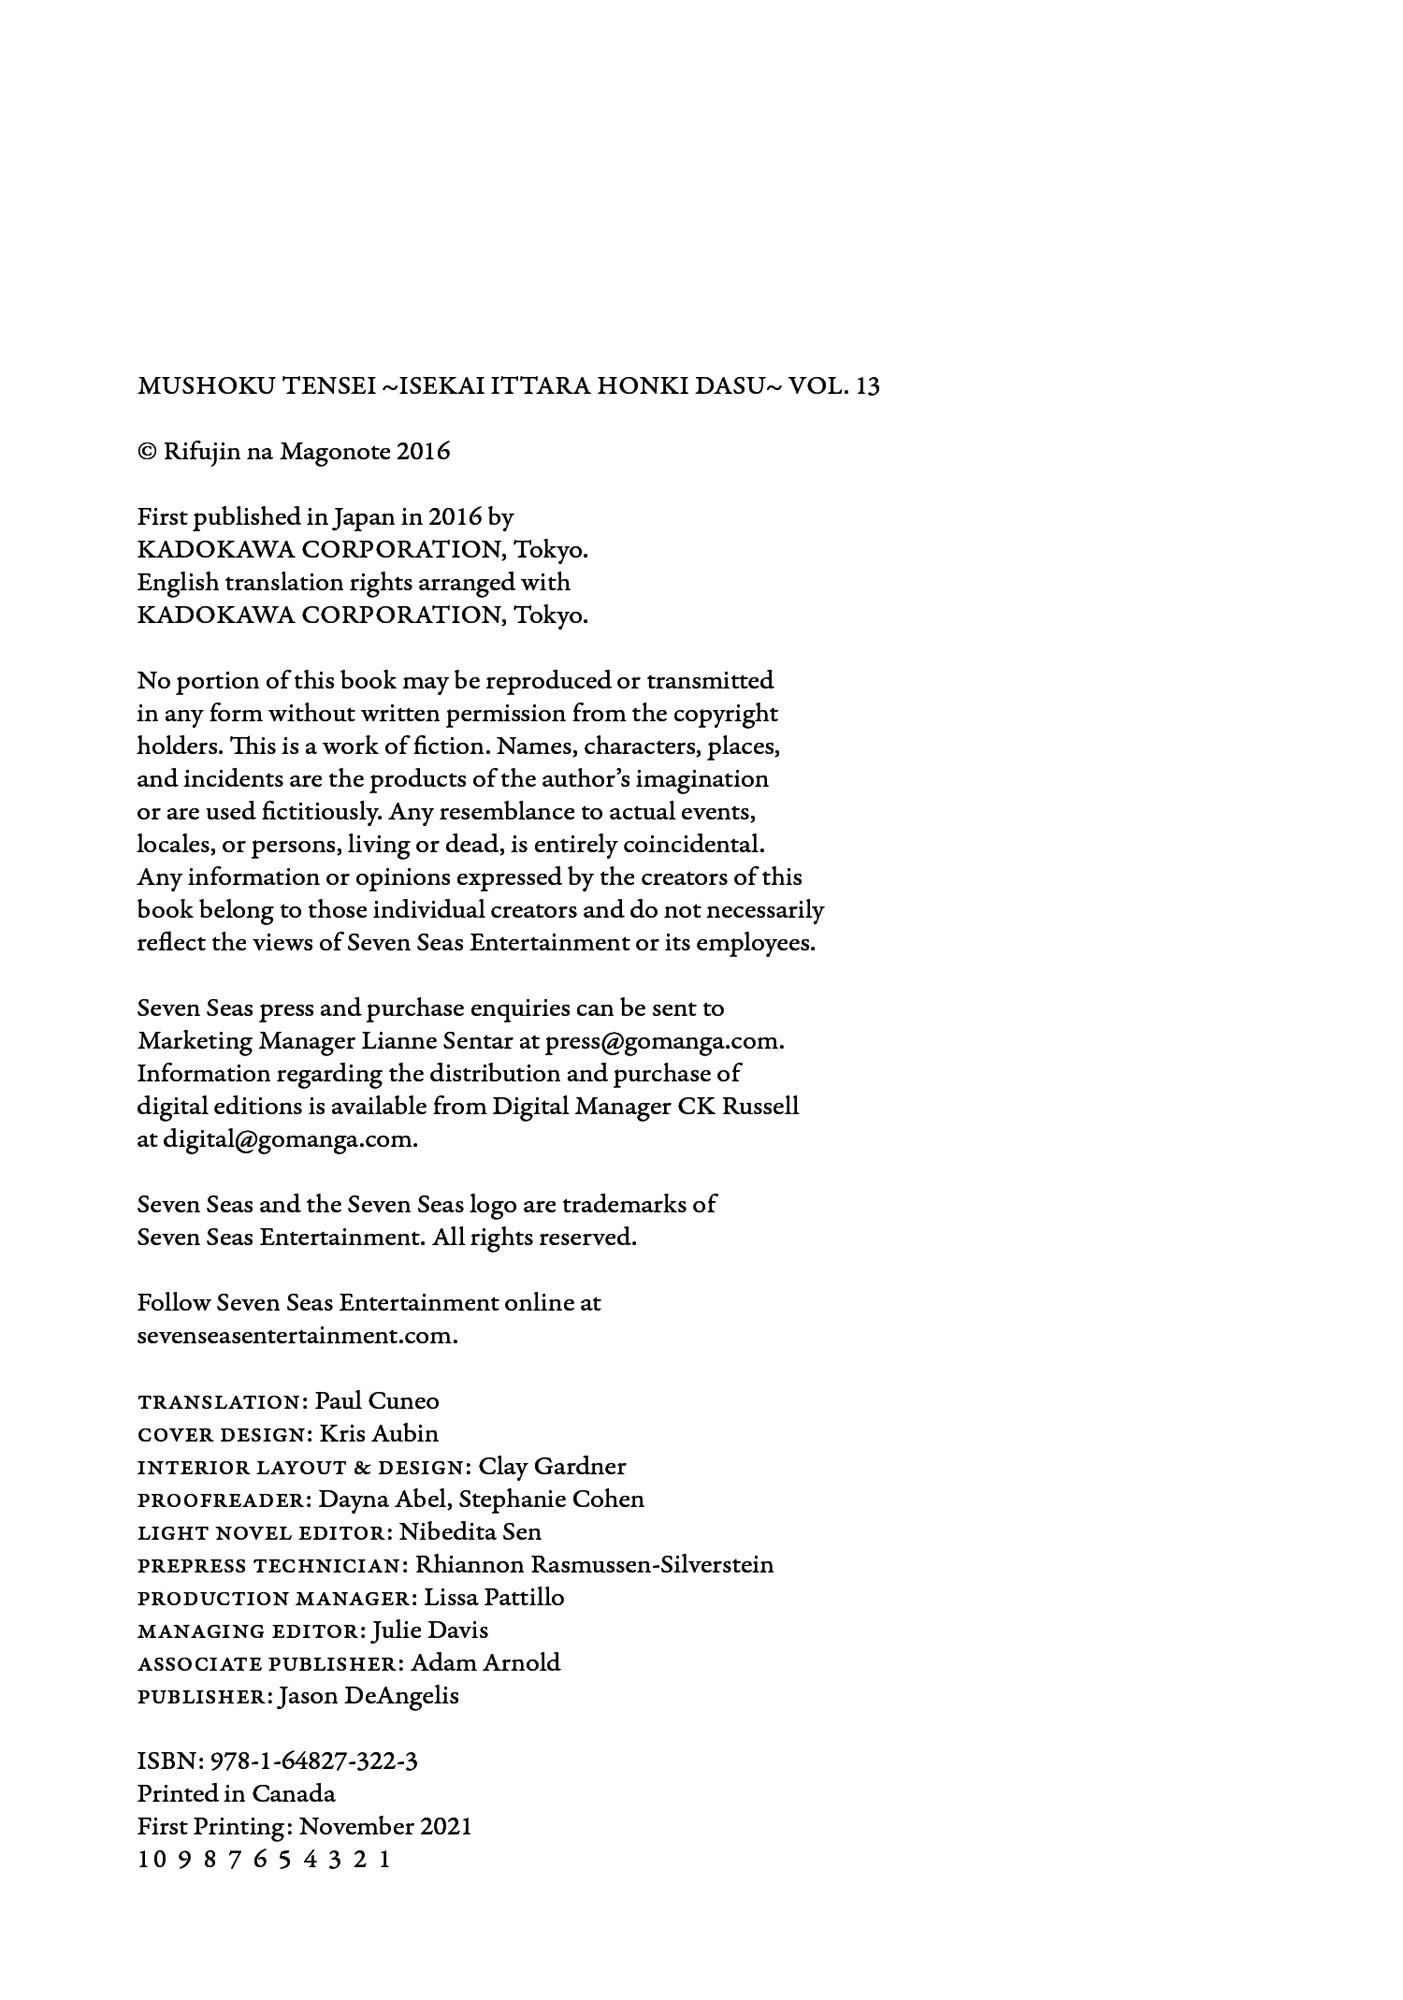 MUSHOKU TENSEI ~ISEKAI ITTARA HONKI DASU~ VOL. 13
© Rifujin na Magonote 2016
First published in Japan in 2016 by
KADOKAWA CORPORATION, Tokyo.
English translation rights arranged with
KADOKAWA CORPORATION, Tokyo.
No portion of this book may be reproduced or transmitted
in any form without written permission from the copyright
holders. This is a work of fiction. Names, characters, places,
and incidents are the products of the author’s imagination
or are used fictitiously. Any resemblance to actual events,
locales, or persons, living or dead, is entirely coincidental.
Any information or opinions expressed by the creators of this
book belong to those individual creators and do not necessarily
reflect the views of Seven Seas Entertainment or its employees.
Seven Seas press and purchase enquiries can be sent to
Marketing Manager Lianne Sentar at press@gomanga.com.
Information regarding the distribution and purchase of
digital editions is available from Digital Manager CK Russell
at digital@gomanga.com.
Seven Seas and the Seven Seas logo are trademarks of
Seven Seas Entertainment. All rights reserved.
Follow Seven Seas Entertainment online at
sevenseasentertainment.com.
TRANSLATION: Paul Cuneo
COVER DESIGN: Kris Aubin
INTERIOR LAYOUT & DESIGN: Clay Gardner
PROOFREADER: Dayna Abel, Stephanie Cohen
LIGHT NOVEL EDITOR: Nibedita Sen
PREPRESS TECHNICIAN: Rhiannon Rasmussen-Silverstein
PRODUCTION MANAGER: Lissa Pattillo
MANAGING EDITOR: Julie Davis
ASSOCIATE PUBLISHER: Adam Arnold
PUBLISHER: Jason DeAngelis
ISBN: 978-1-64827-322-3
Printed in Canada
First Printing: November 2021
10 9 8 7 6 5 4 3 2 1